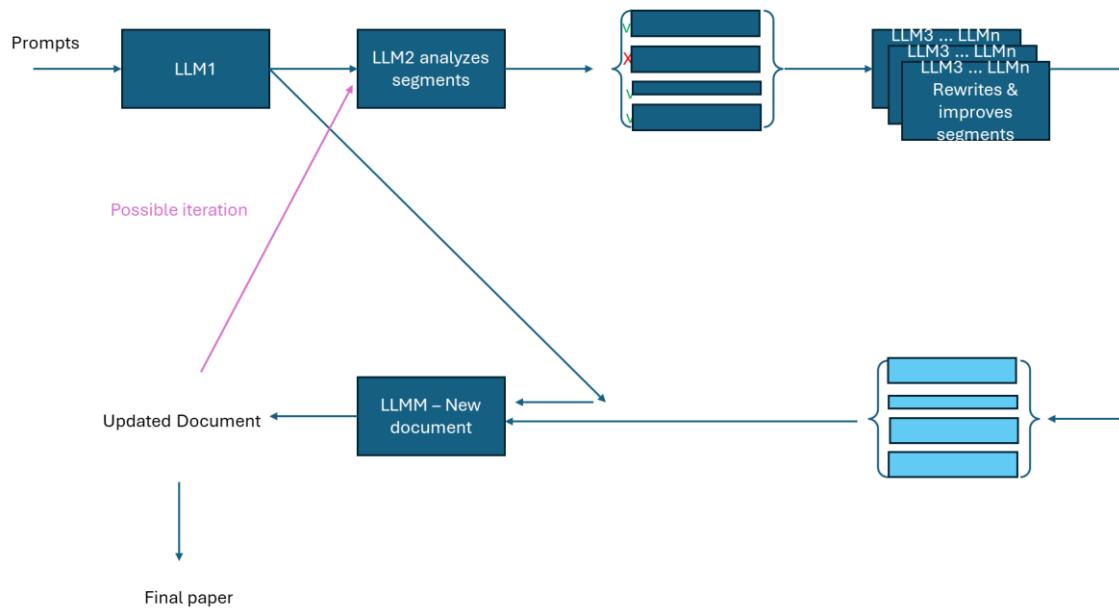 Prompts
LLM1
LLM2 analyzes
segments
V
X
V
V
LLM3 ... LLMn
LLM3 ... LLMn
LLM3 ... LLMn
Rewrites &
improves
segments
Possible iteration
Updated Document
LLMM – New
document
Final paper